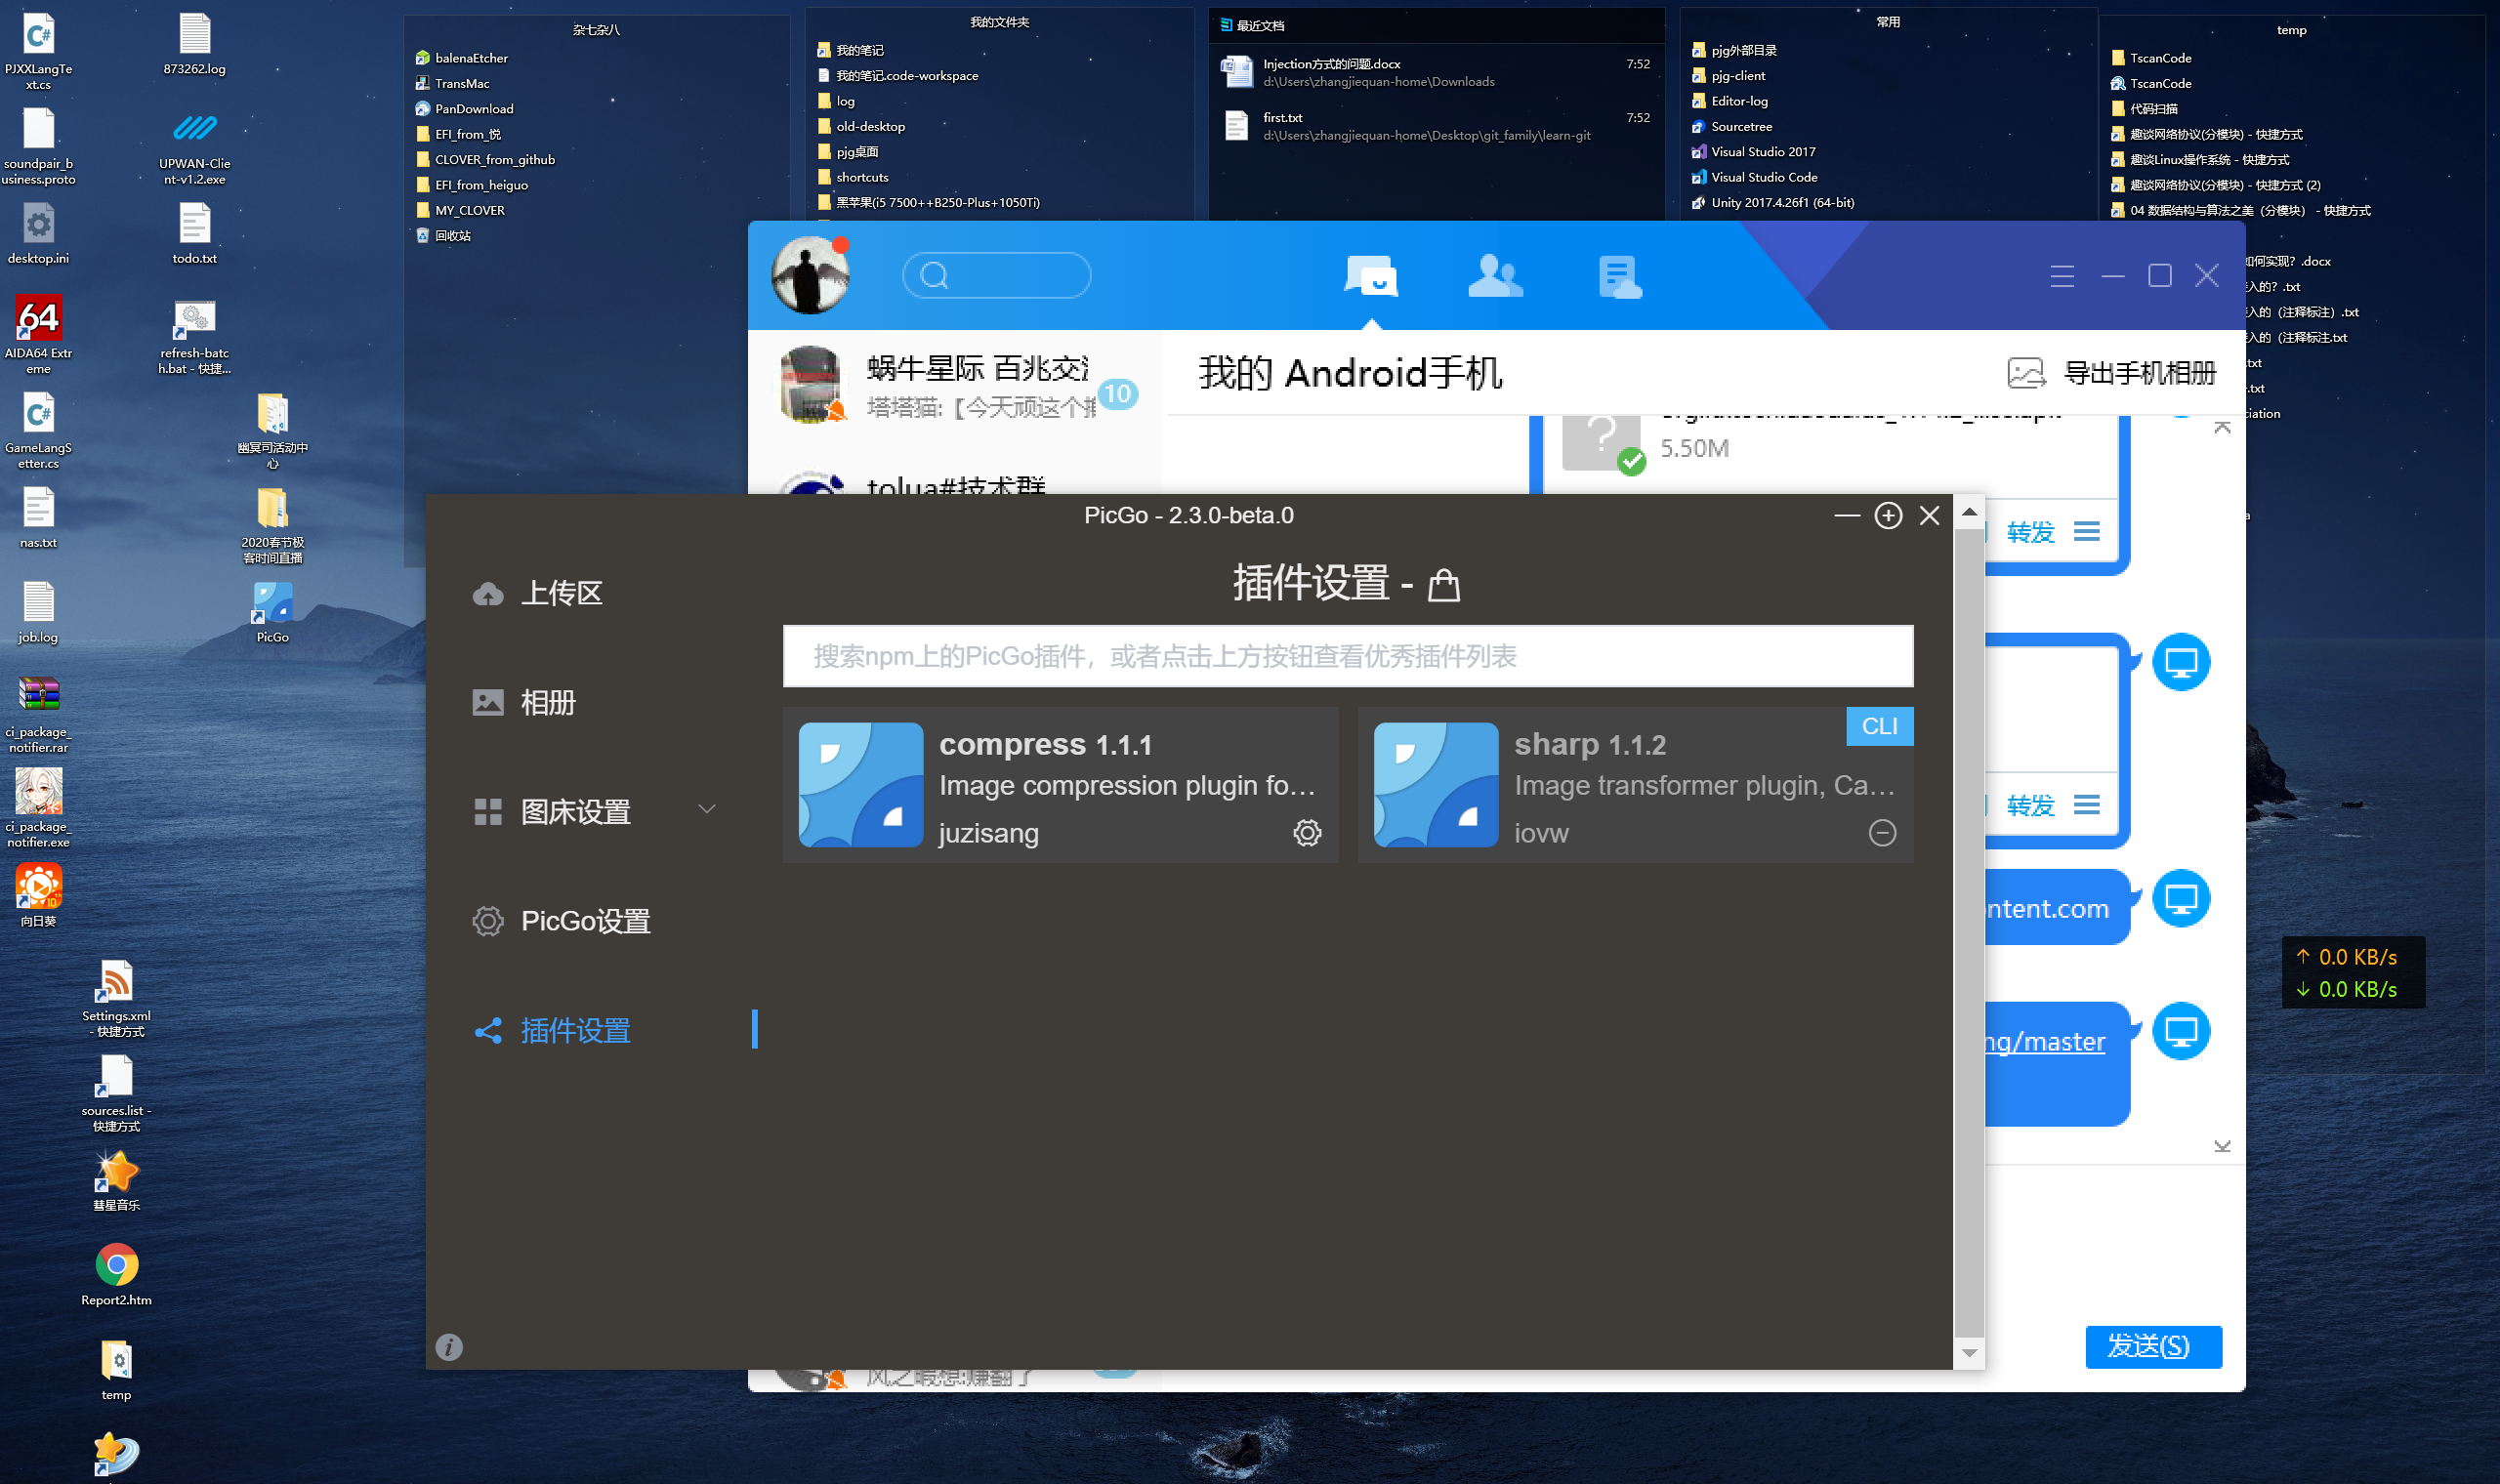 PJXXLangTe
xt.cs
873262.log
soundpair_b
usiness.proto
UPWAN-Clie
nt-v1.2.exe
desktop.ini
todo.txt
64
AIDA64 Extr
eme
refresh-batc
h.bat - 快捷...
GameLangS
etter.cs
幽冥司活动中
心
nas.txt
2020春节极
客时间直播
job.log
PicGo
ci_package_
notifier.rar
ci_package_
notifier.exe
向日葵
Settings.xml
- 快捷方式
sources.list -
快捷方式
彗星音乐
Report2.htm
temp
杂七杂八
balenaEtcher
TransMac
PanDownload
EFI_from_悦
CLOVER_from_github
EFI_from_heiguo
MY_CLOVER
回收站
我的文件夹
我的笔记
我的笔记.code-workspace
log
old-desktop
pjg桌面
shortcuts
黑苹果(i5 7500++B250-Plus+1050Ti)
最近文档
Injection方式的问题.docx 7:52
d:\Users\zhangjiequan-home\Downloads
first.txt 7:52
d:\Users\zhangjiequan-home\Desktop\git_family\learn-git
常用
pjg外部目录
pjg-client
Editor-log
Sourcetree
Visual Studio 2017
Visual Studio Code
Unity 2017.4.26f1 (64-bit)
temp
TscanCode
TscanCode
代码扫描
趣谈网络协议(分模块) - 快捷方式
趣谈Linux操作系统 - 快捷方式
趣谈网络协议(分模块) - 快捷方式 (2)
04 数据结构与算法之美（分模块） - 快捷方式
如何实现？.docx
入的？.txt
入的（注释标注）.txt
入的（注释标注.txt
.txt
.txt
ciation
蜗牛星际 百兆交
10
塔塔猫:【今天顽这个
tolua#技术群
我的 Android手机
导出手机相册
5.50M
转发
转发
ntent.com
ng/master
发送(S)
PicGo - 2.3.0-beta.0
上传区
相册
图床设置
PicGo设置
插件设置
插件设置 -
搜索npm上的PicGo插件，或者点击上方按钮查看优秀插件列表
compress 1.1.1
Image compression plugin fo...
juzisang
CLI
sharp 1.1.2
Image transformer plugin, Ca...
iovw
↑ 0.0 KB/s
↓ 0.0 KB/s